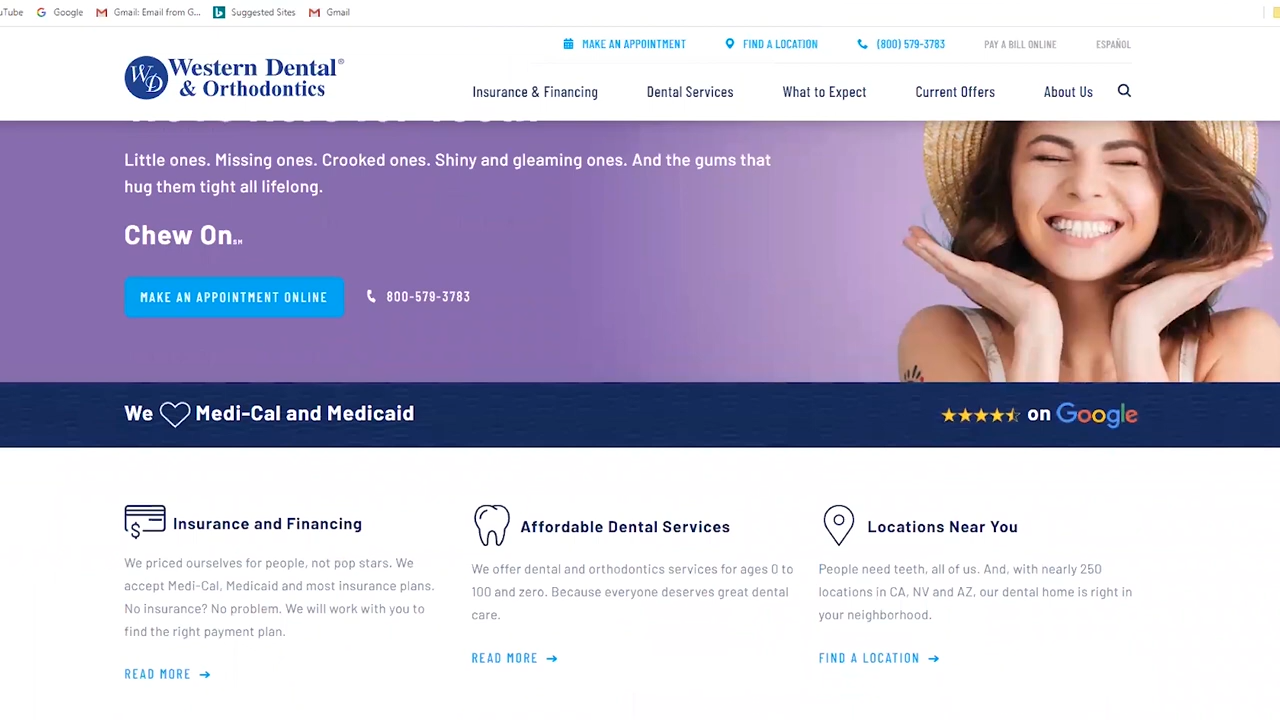 Google
Gmail: Email from G...
Suggested Sites
Gmail
MAKE AN APPOINTMENT
FIND A LOCATION
(800) 579-3783
PAY A BILL ONLINE
ESPAÑOL
WD Western Dental®
& Orthodontics
Insurance & Financing
Dental Services
What to Expect
Current Offers
About Us
Little ones. Missing ones. Crooked ones. Shiny and gleaming ones. And the gums that
hug them tight all lifelong.
Chew On℠
MAKE AN APPOINTMENT ONLINE
800-579-3783
We Medi-Cal and Medicaid
on Google
Insurance and Financing
We priced ourselves for people, not pop stars. We
accept Medi-Cal, Medicaid and most insurance plans.
No insurance? No problem. We will work with you to
find the right payment plan.
READ MORE
Affordable Dental Services
We offer dental and orthodontics services for ages 0 to
100 and zero. Because everyone deserves great dental
care.
READ MORE
Locations Near You
People need teeth, all of us. And, with nearly 250
locations in CA, NV and AZ, our dental home is right in
your neighborhood.
FIND A LOCATION